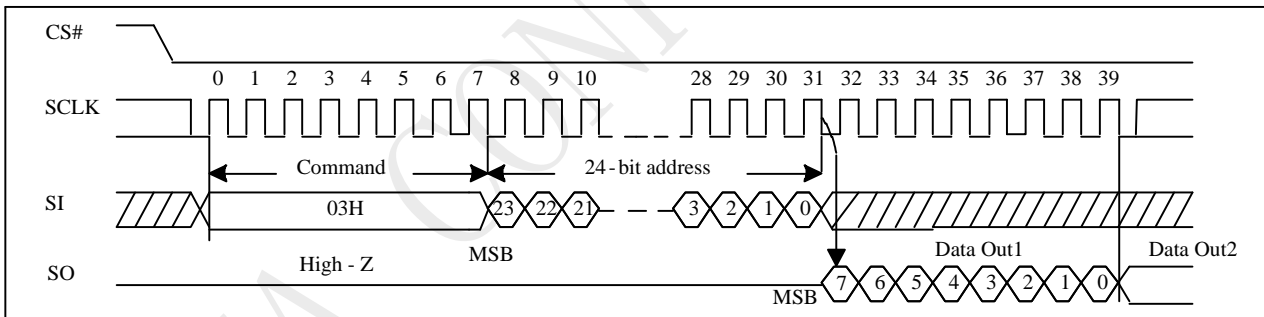 CS#
0 1 2 3 4 5 6 7 8 9 10 28 29 30 31 32 33 34 35 36 37 38 39
SCLK
Command 24-bit address
SI 03H 23 22 21 3 2 1 0
MSB Data Out1 Data Out2
High - Z
SO MSB 7 6 5 4 3 2 1 0